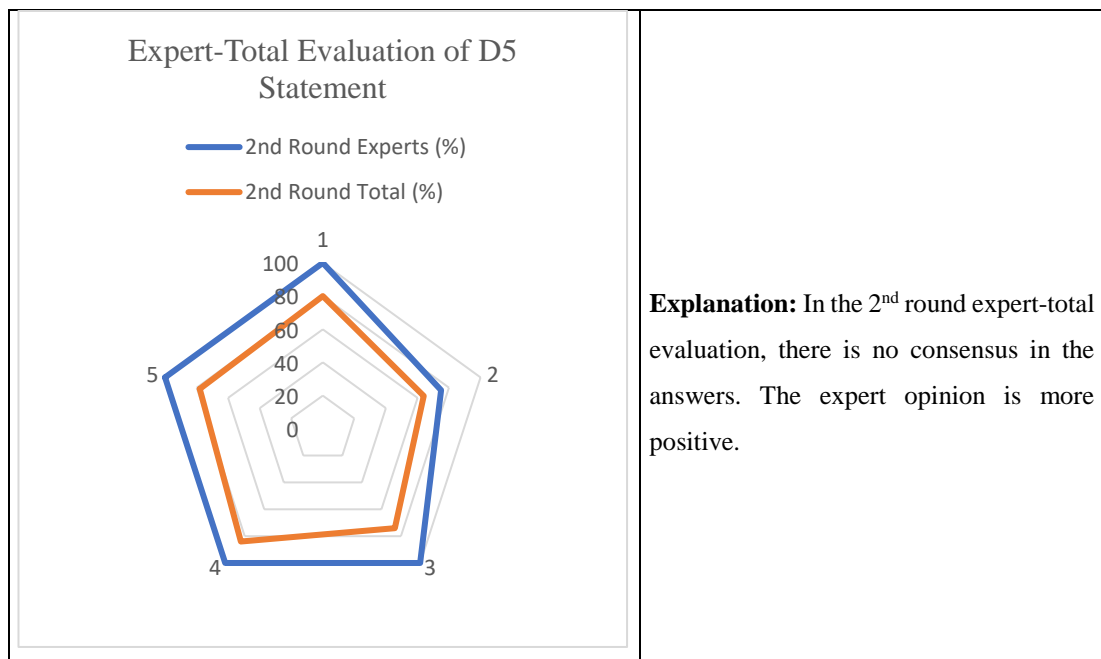 Expert-Total Evaluation of D5
Statement
2nd Round Experts (%)
2nd Round Total (%)
1
100
80
60
40
20
0
5
2
4
3
Explanation: In the 2nd round expert-total
evaluation, there is no consensus in the
answers. The expert opinion is more
positive.